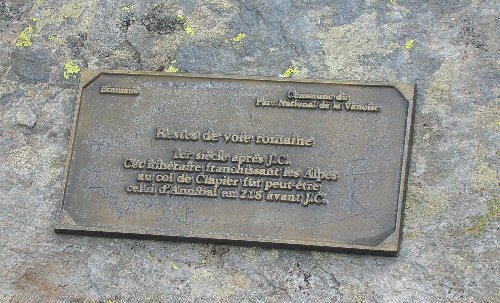 Bramans
Commune du
Parc National de la Vanoise
Restes de voie romaine
1er siècle après J.C.
Cet itinéraire franchissant les Alpes
au col de Clapier fut peut-être
celui d'Annibal en 218 avant J.C.